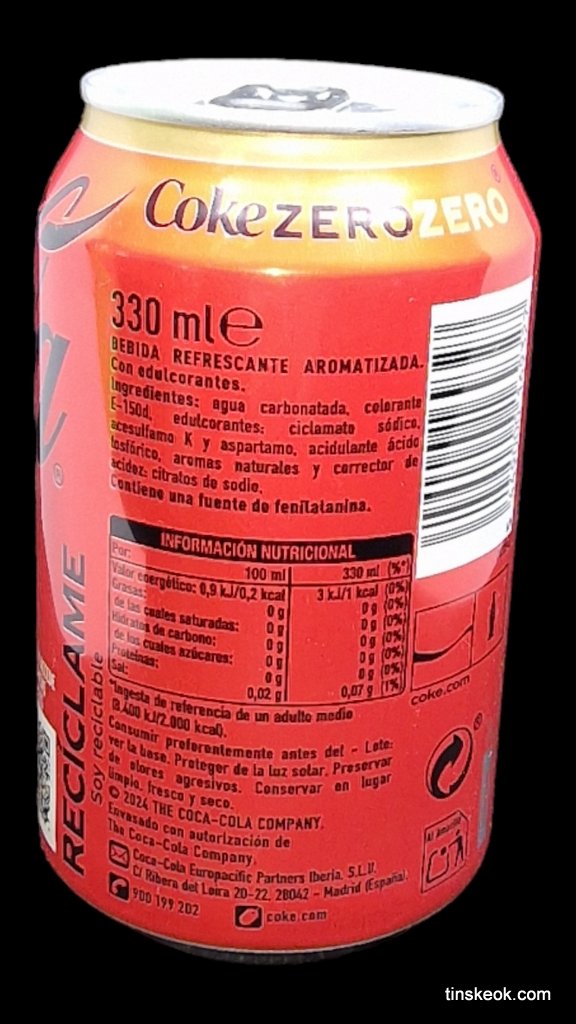 Coke ZERO ZERO®
330 ml e
BEBIDA REFRESCANTE AROMATIZADA.
Con edulcorantes.
Ingredientes: agua carbonatada, colorante
E-150d, edulcorantes: ciclamato sódico,
acesulfamo K y aspartamo, acidulante ácido
fosfórico, aromas naturales y corrector de
acidez: citratos de sodio.
Contiene una fuente de fenilalanina.
INFORMACIÓN NUTRICIONAL
Por: 100 ml 330 ml (%*)
Valor energético: 0,9 kJ/0,2 kcal 3 kJ/1 kcal (0%)
Grasas: 0 g 0 g (0%)
de las cuales saturadas: 0 g 0 g (0%)
Hidratos de carbono: 0 g 0 g (0%)
de los cuales azúcares: 0 g 0 g (0%)
Proteínas: 0 g 0 g (0%)
Sal: 0,02 g 0,07 g (1%)
*Ingesta de referencia de un adulto medio
(8.400 kJ/2.000 kcal).
Consumir preferentemente antes del - Lote:
ver la base. Proteger de la luz solar. Preservar
de olores agresivos. Conservar en lugar
limpio, fresco y seco.
© 2024 THE COCA-COLA COMPANY.
Envasado con autorización de
The Coca-Cola Company.
Coca-Cola Europacific Partners Iberia, S.L.U.
C/ Ribera del Loira 20-22, 28042 - Madrid (España).
900 199 202
coke.com
RECÍCLAME
Soy reciclable
coke.com
Al Amarillo
tinskeok.com